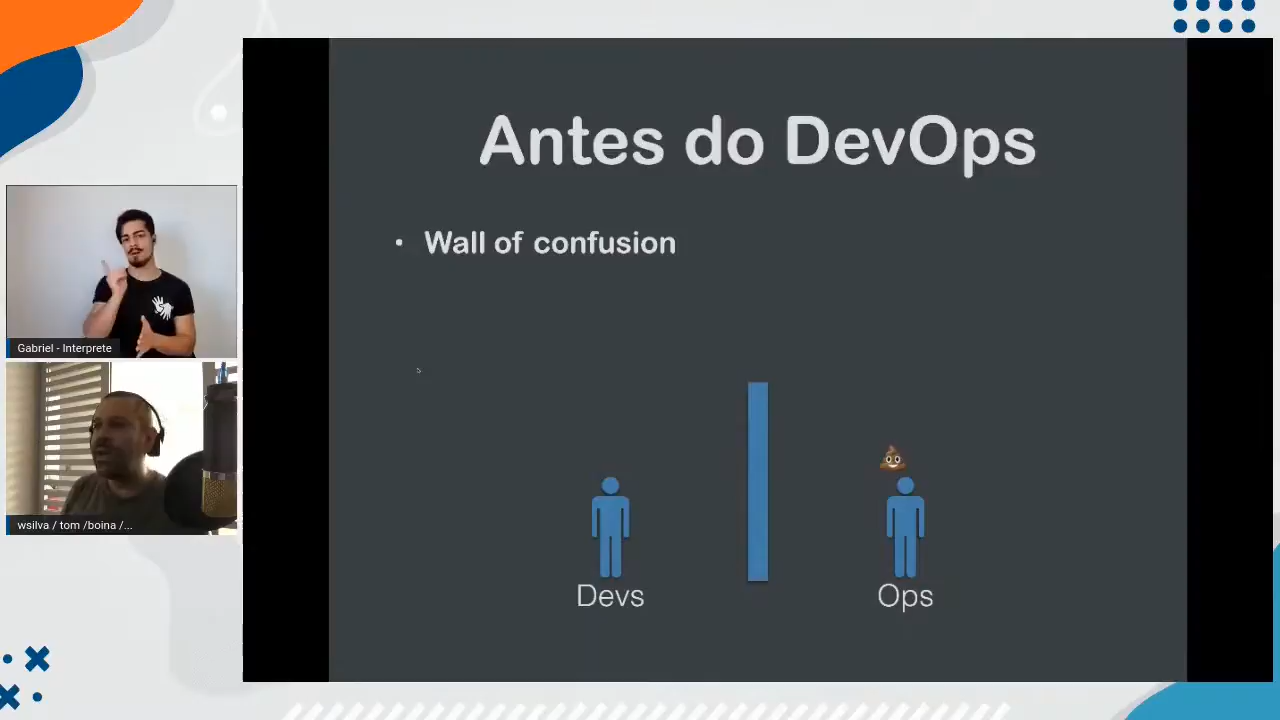 Antes do DevOps
• Wall of confusion
Devs
Ops
Gabriel - Interprete
wsilva / tom /boina /...